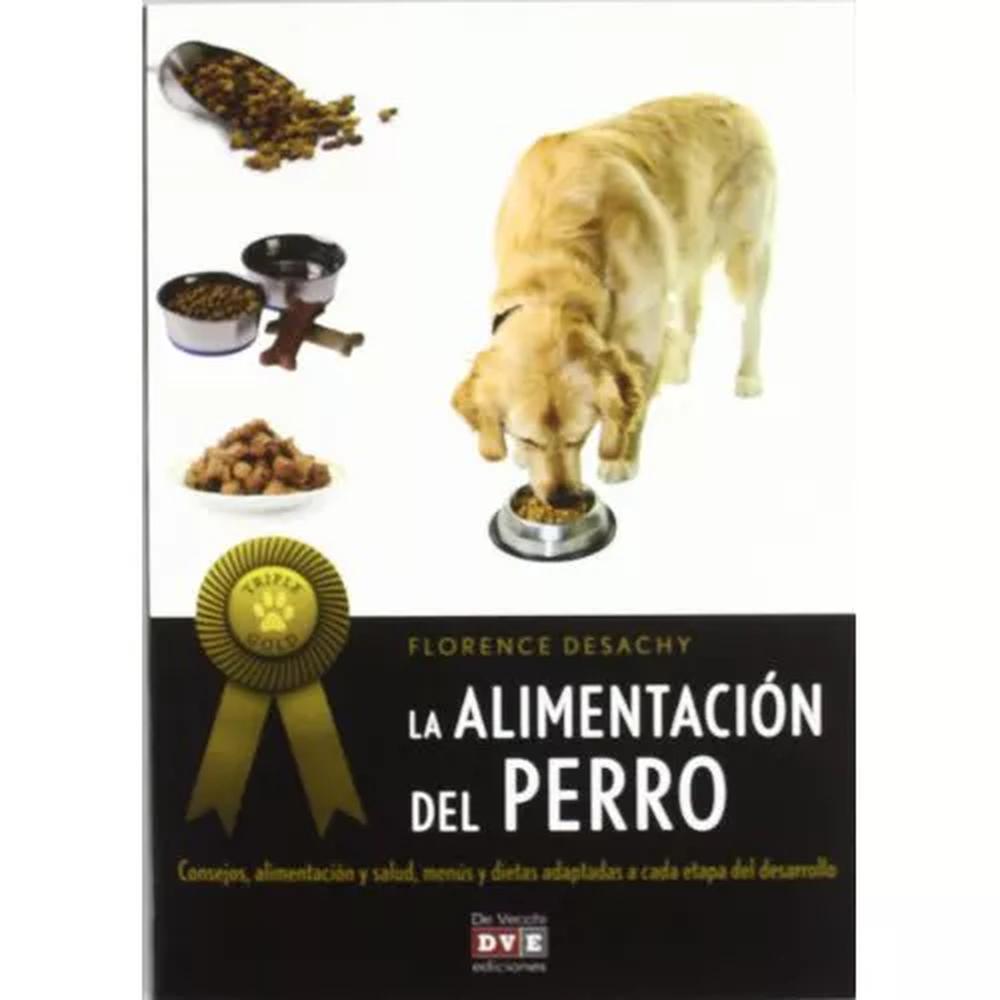 TRIPLE
GOLD
FLORENCE DESACHY
LA ALIMENTACIÓN
DEL PERRO
Consejos, alimentación y salud, menús y dietas adaptadas a cada etapa del desarrollo
De Vecchi
DVE
ediciones